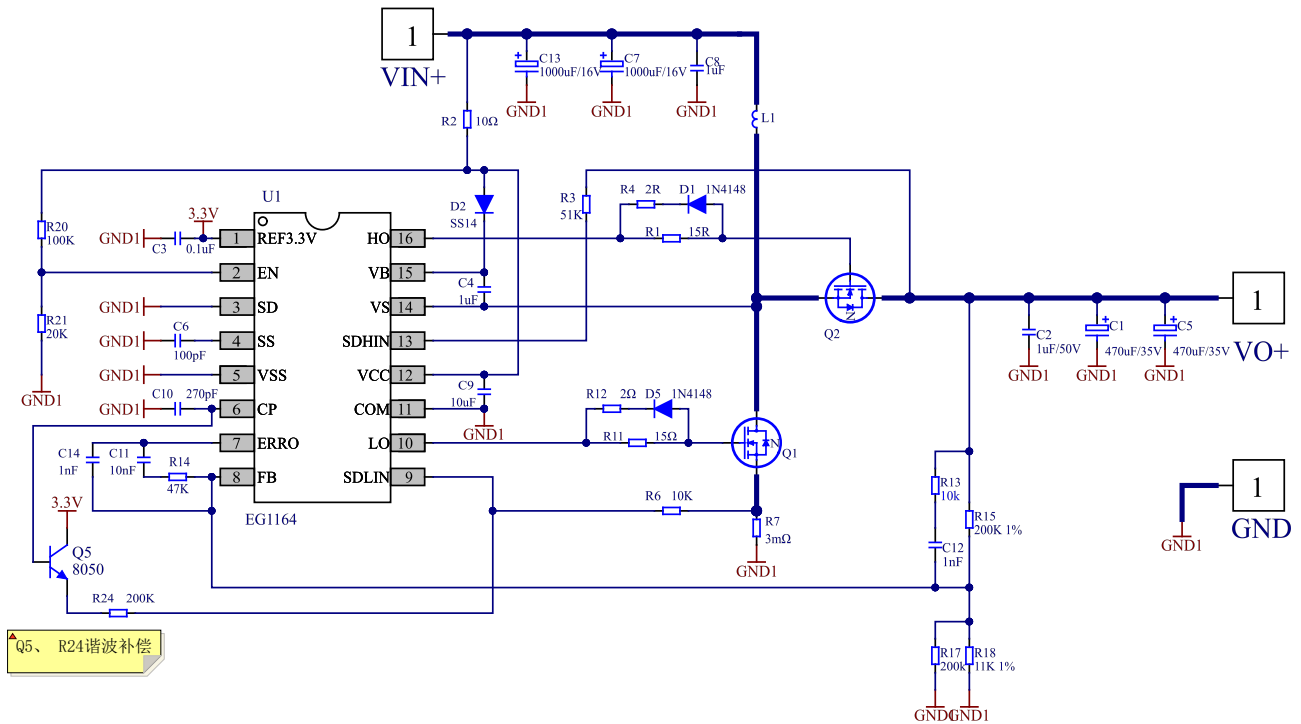 1
VIN+
C13
1000uF/16V
GND1
C7
1000uF/16V
GND1
C8
1uF
GND1
R2 10Ω
L1
R20
100K
R21
20K
GND1
U1
3.3V
GND1
C3 0.1uF
D2
SS14
R3
51K
R4 2R D1 1N4148
R1 15R
1 REF3.3V HO 16
2 EN VB 15
3 SD VS 14
4 SS SDHIN 13
5 VSS VCC 12
6 CP COM 11
7 ERRO LO 10
8 FB SDLIN 9
EG1164
GND1
C6
GND1
100pF
GND1
C10 270pF
GND1
C4
1uF
C9
10uF
GND1
Q2
C2
1uF/50V
GND1
C1
470uF/35V
GND1
C5
470uF/35V
GND1
1
VO+
R12 2Ω D5 1N4148
R11 15Ω
Q1
C14
1nF
C11
10nF
R14
47K
3.3V
Q5
8050
R24 200K
R6 10K
R7
3mΩ
GND1
R13
10k
C12
1nF
R15
200K 1%
1
GND
GND1
R17
200k
R18
11K 1%
GND1
GND1
Q5、 R24谐波补偿